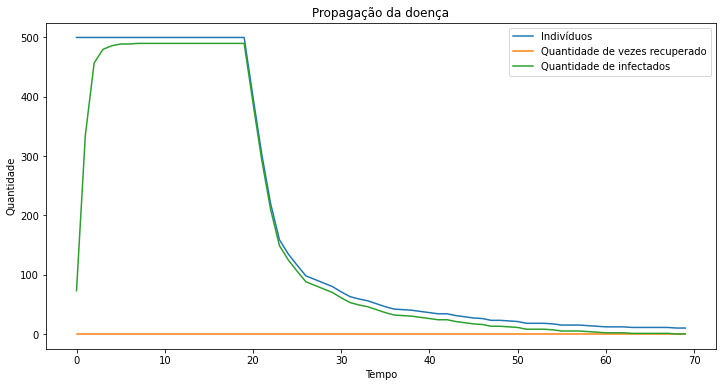 Propagação da doença
Indivíduos
Quantidade de vezes recuperado
Quantidade de infectados
Quantidade
500
400
300
200
100
0
0 10 20 30 40 50 60 70
Tempo